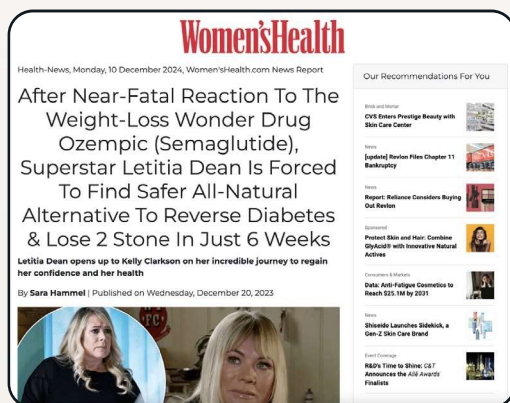 Women'sHealth
Health-News, Monday, 10 December 2024, Women'sHealth.com News Report
After Near-Fatal Reaction To The
Weight-Loss Wonder Drug
Ozempic (Semaglutide),
Superstar Letitia Dean Is Forced
To Find Safer All-Natural
Alternative To Reverse Diabetes
& Lose 2 Stone In Just 6 Weeks
Letitia Dean opens up to Kelly Clarkson on her incredible journey to regain
her confidence and her health
By Sara Hammel | Published on Wednesday, December 20, 2023
Our Recommendations For You
Brick and Mortar
CVS Enters Prestige Beauty with
Skin Care Center
News
[update] Revlon Files Chapter 11
Bankruptcy
News
Report: Reliance Considers Buying
Out Revlon
Sponsored
Protect Skin and Hair: Combine
GlyAcid® with Innovative Natural
Actives
Consumers & Markets
Data: Anti-Fatigue Cosmetics to
Reach $25.1M by 2031
News
Shiseido Launches Sidekick, a
Gen-Z Skin Care Brand
Event Coverage
R&D's Time to Shine: C&T
Announces the Allē Awards
Finalists